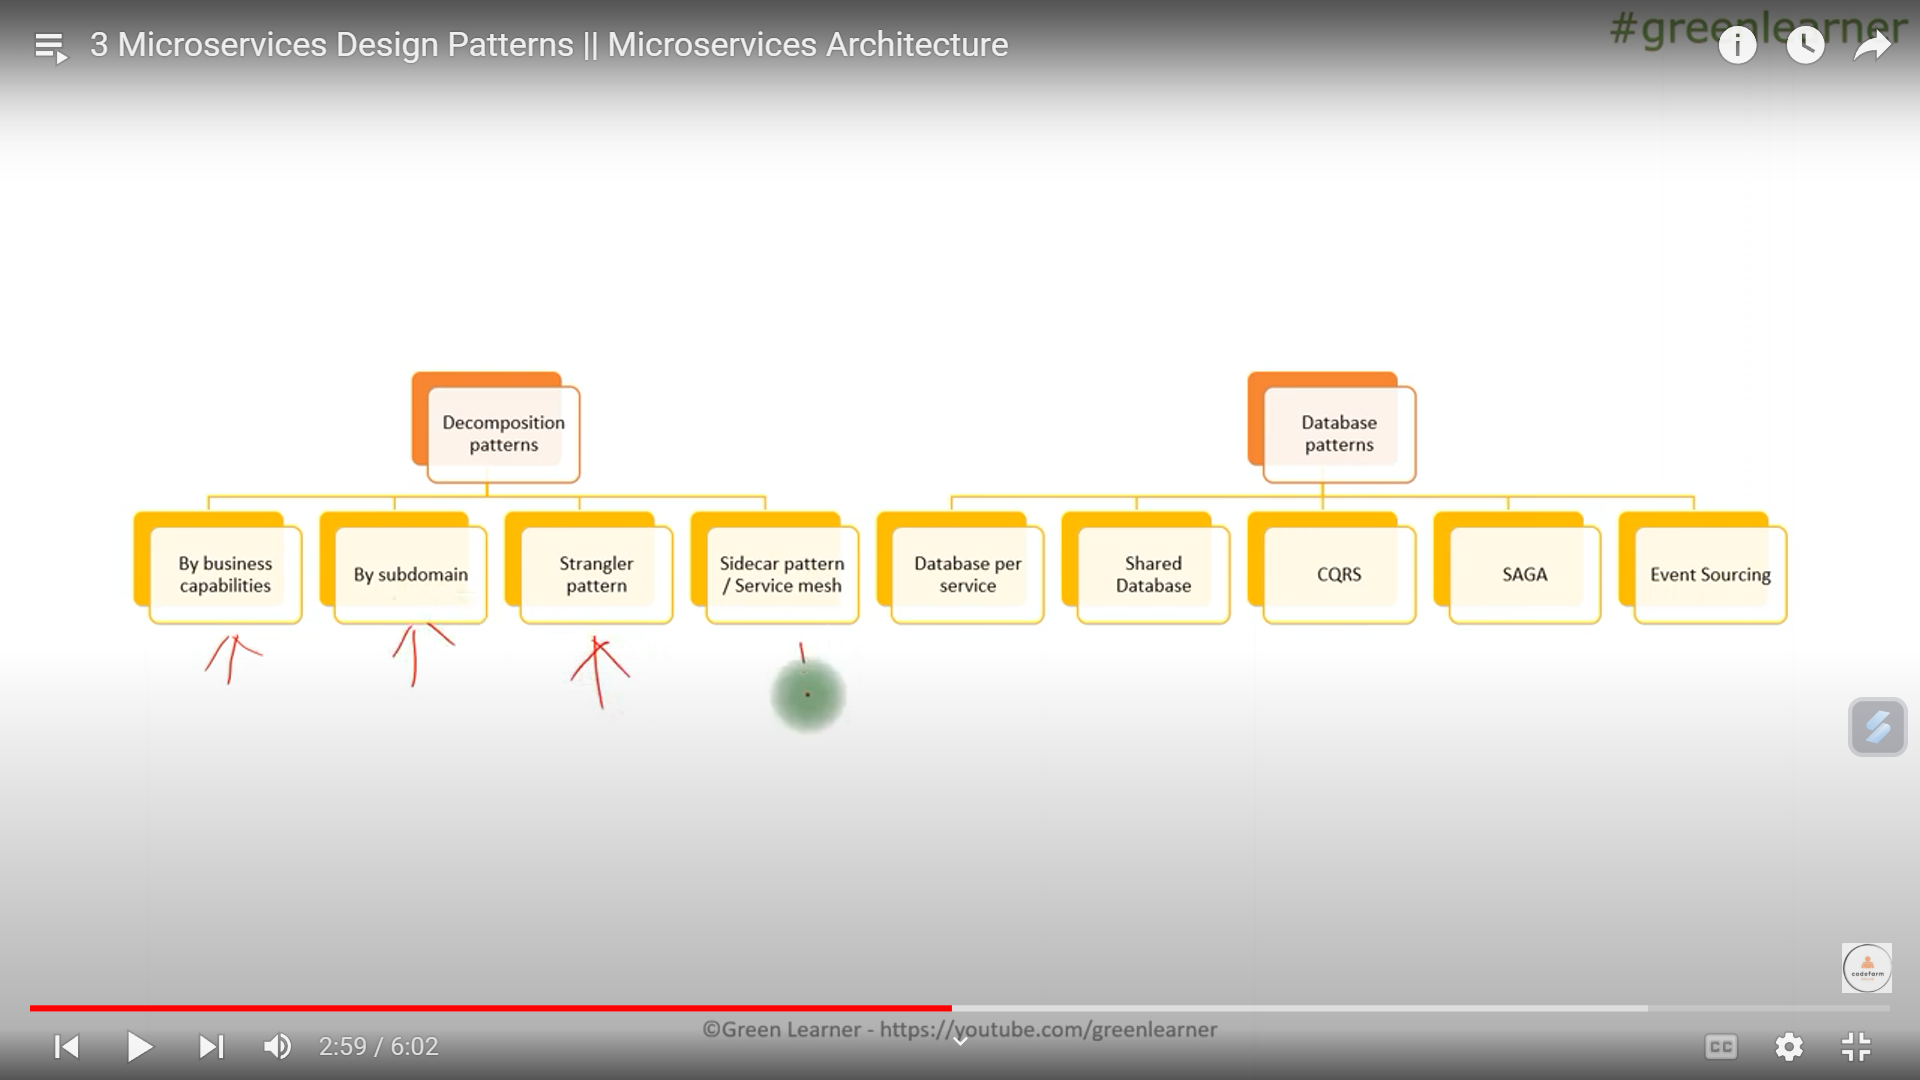 #greenlearner
3 Microservices Design Patterns || Microservices Architecture
Decomposition
patterns
Database
patterns
By business
capabilities
By subdomain
Strangler
pattern
Sidecar pattern
/ Service mesh
Database per
service
Shared
Database
CQRS
SAGA
Event Sourcing
codefarm
©Green Learner - https://youtube.com/greenlearner
2:59 / 6:02
CC